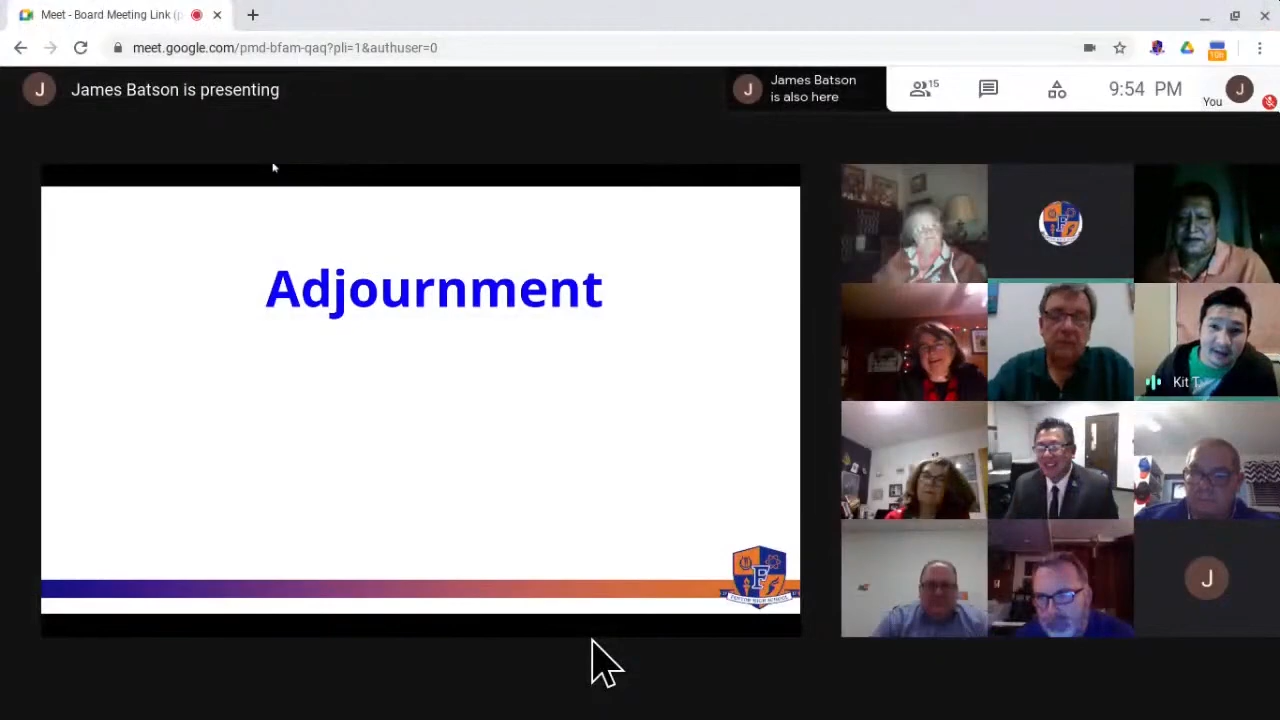 Meet - Board Meeting Link (p
meet.google.com/pmd-bfam-qaq?pli=1&authuser=0
10h
J
James Batson is presenting
J
James Batson
is also here
15
9:54 PM
You
J
Adjournment
Kit T
F
J